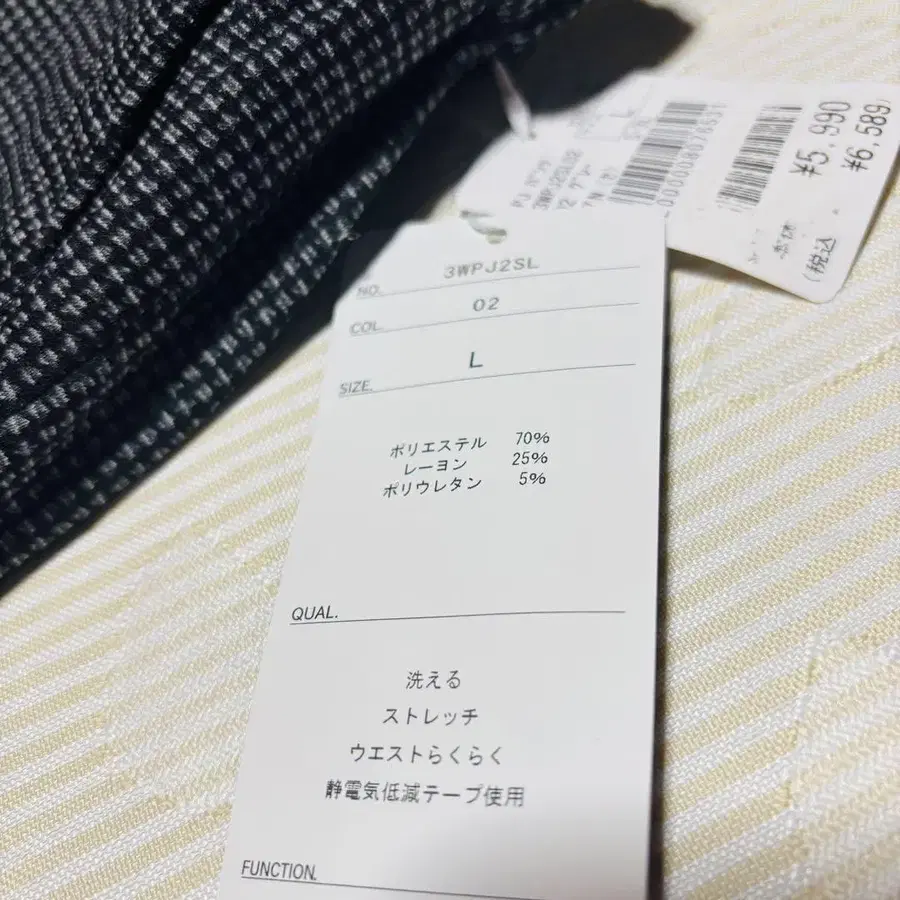 3WPJ2SL
NO.
02
COL.
L
SIZE.
ポリエステル 70%
レーヨン 25%
ポリウレタン 5%
QUAL.
洗える
ストレッチ
ウエストらくらく
静電気低減テープ使用
FUNCTION.
L
¥5,990
(税込 ¥6,589)